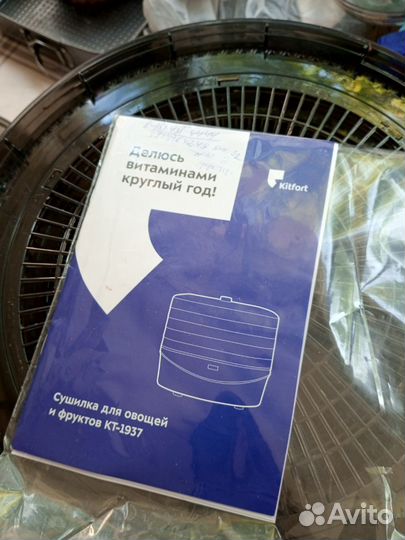 Делюсь
витаминами
круглый год!
Kitfort
Сушилка для овощей
и фруктов КТ-1937
Avito